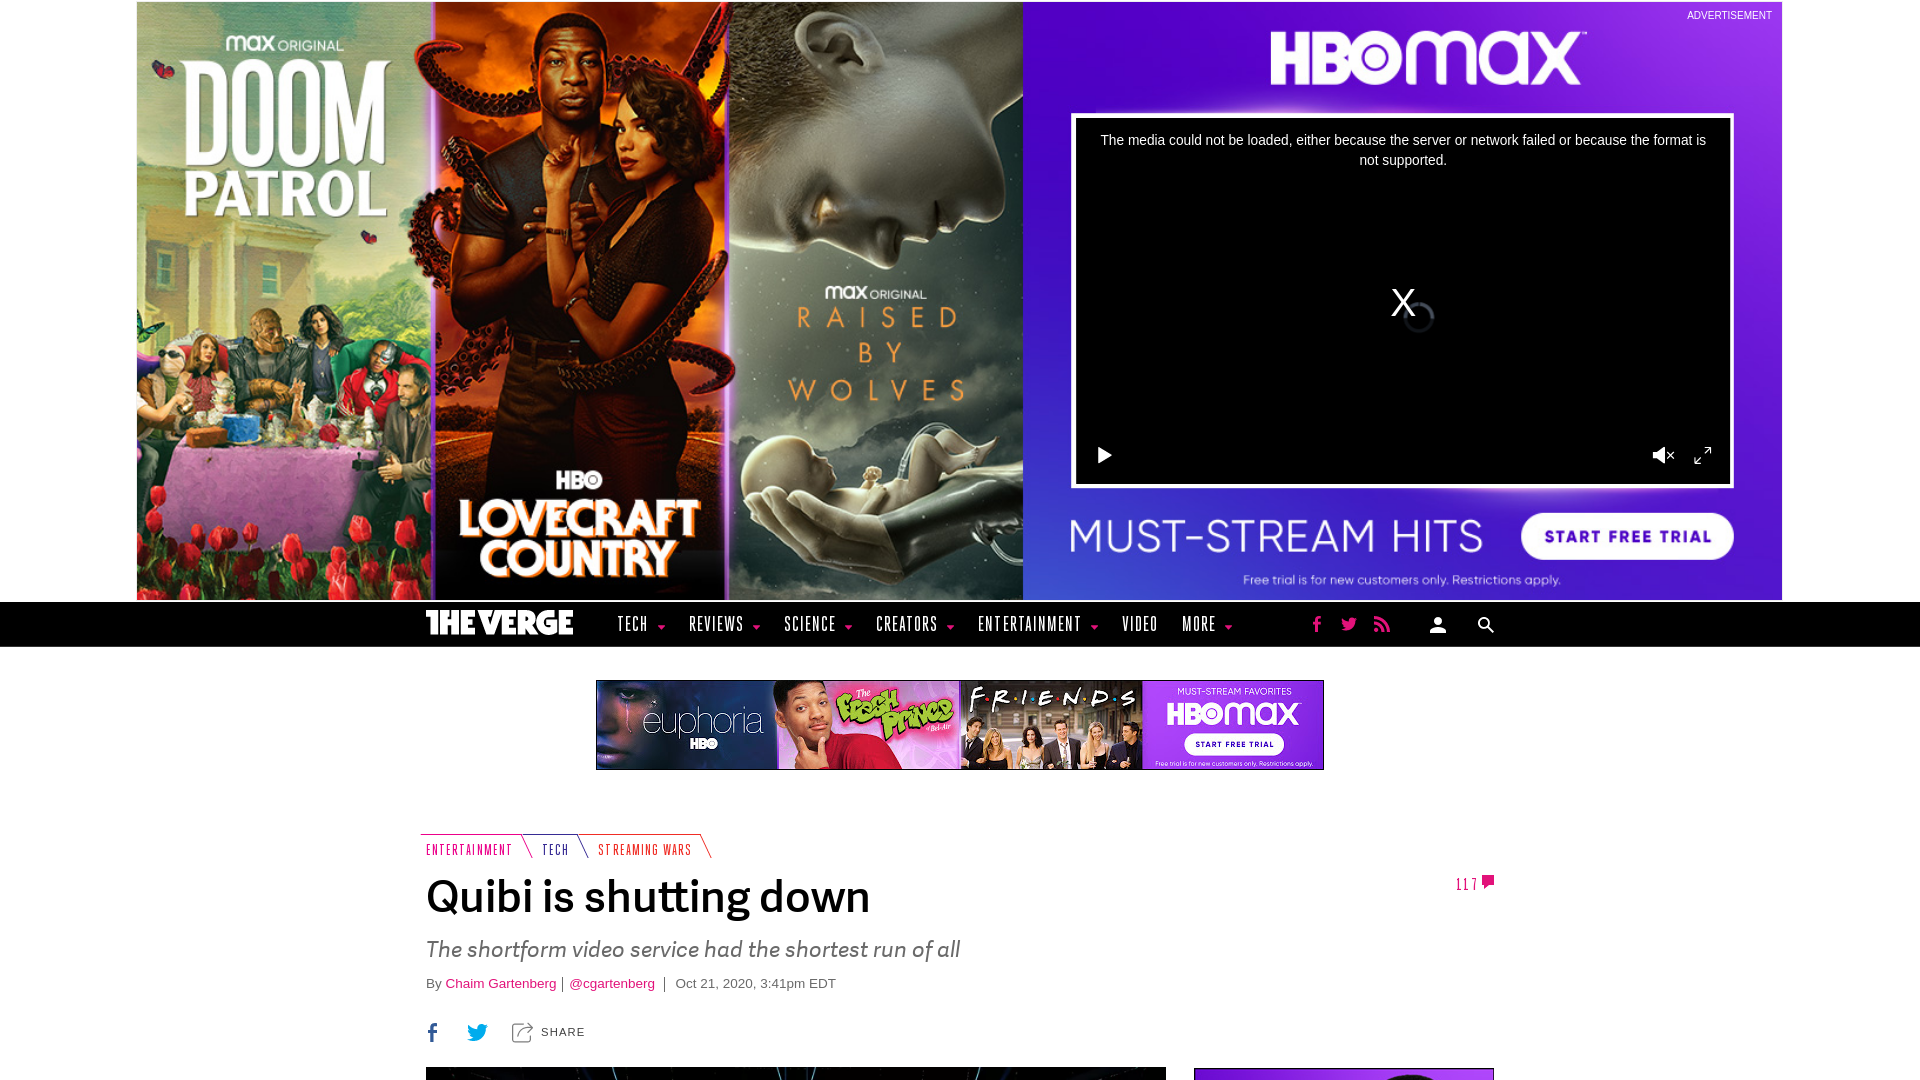 ADVERTISEMENT
max ORIGINAL
DOOM
PATROL
HBO
LOVECRAFT
COUNTRY
max ORIGINAL
RAISED
BY
WOLVES
HBOmax
The media could not be loaded, either because the server or network failed or because the format is
not supported.
X
MUST-STREAM HITS
START FREE TRIAL
Free trial is for new customers only. Restrictions apply.
THE VERGE TECH REVIEWS SCIENCE CREATORS ENTERTAINMENT VIDEO MORE
euphoria
HBO
The
Fresh
Prince
of Bel-Air
F·R·I·E·N·D·S
MUST-STREAM FAVORITES
HBOmax
START FREE TRIAL
Free trial is for new customers only. Restrictions apply.
ENTERTAINMENT TECH STREAMING WARS
Quibi is shutting down
117
The shortform video service had the shortest run of all
By Chaim Gartenberg | @cgartenberg | Oct 21, 2020, 3:41pm EDT
SHARE